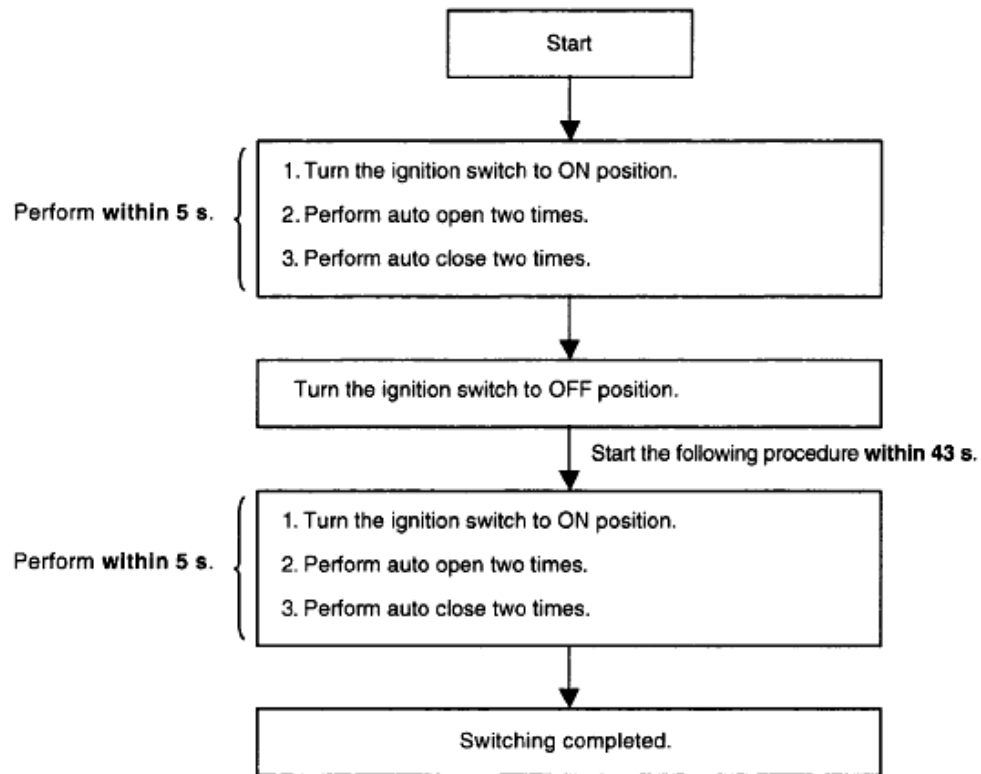 Start
1. Turn the ignition switch to ON position.
Perform within 5 s.
2. Perform auto open two times.
3. Perform auto close two times.
Turn the ignition switch to OFF position.
Start the following procedure within 43 s.
1. Turn the ignition switch to ON position.
Perform within 5 s.
2. Perform auto open two times.
3. Perform auto close two times.
Switching completed.